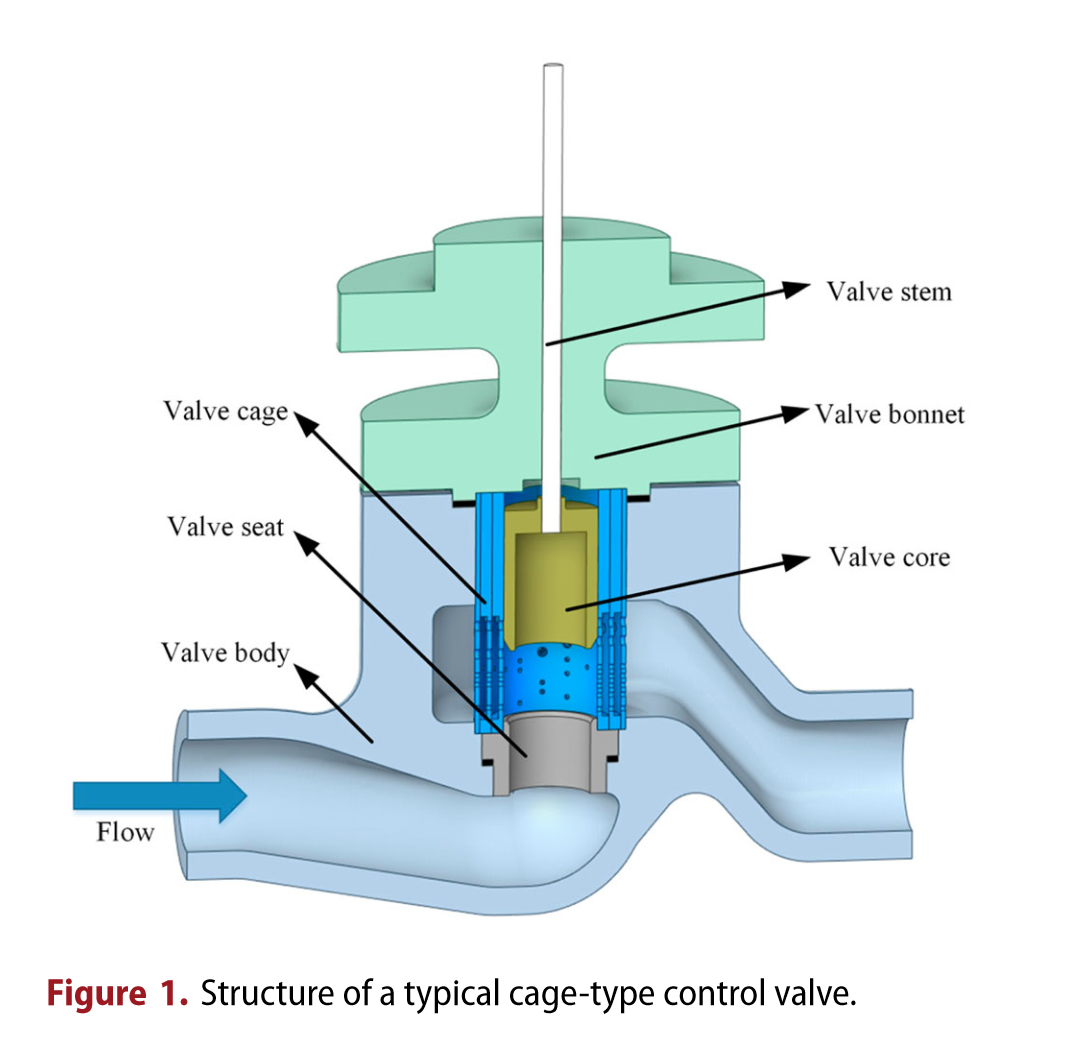 Valve stem
Valve cage
Valve bonnet
Valve seat
Valve core
Valve body
Flow
Figure 1. Structure of a typical cage-type control valve.